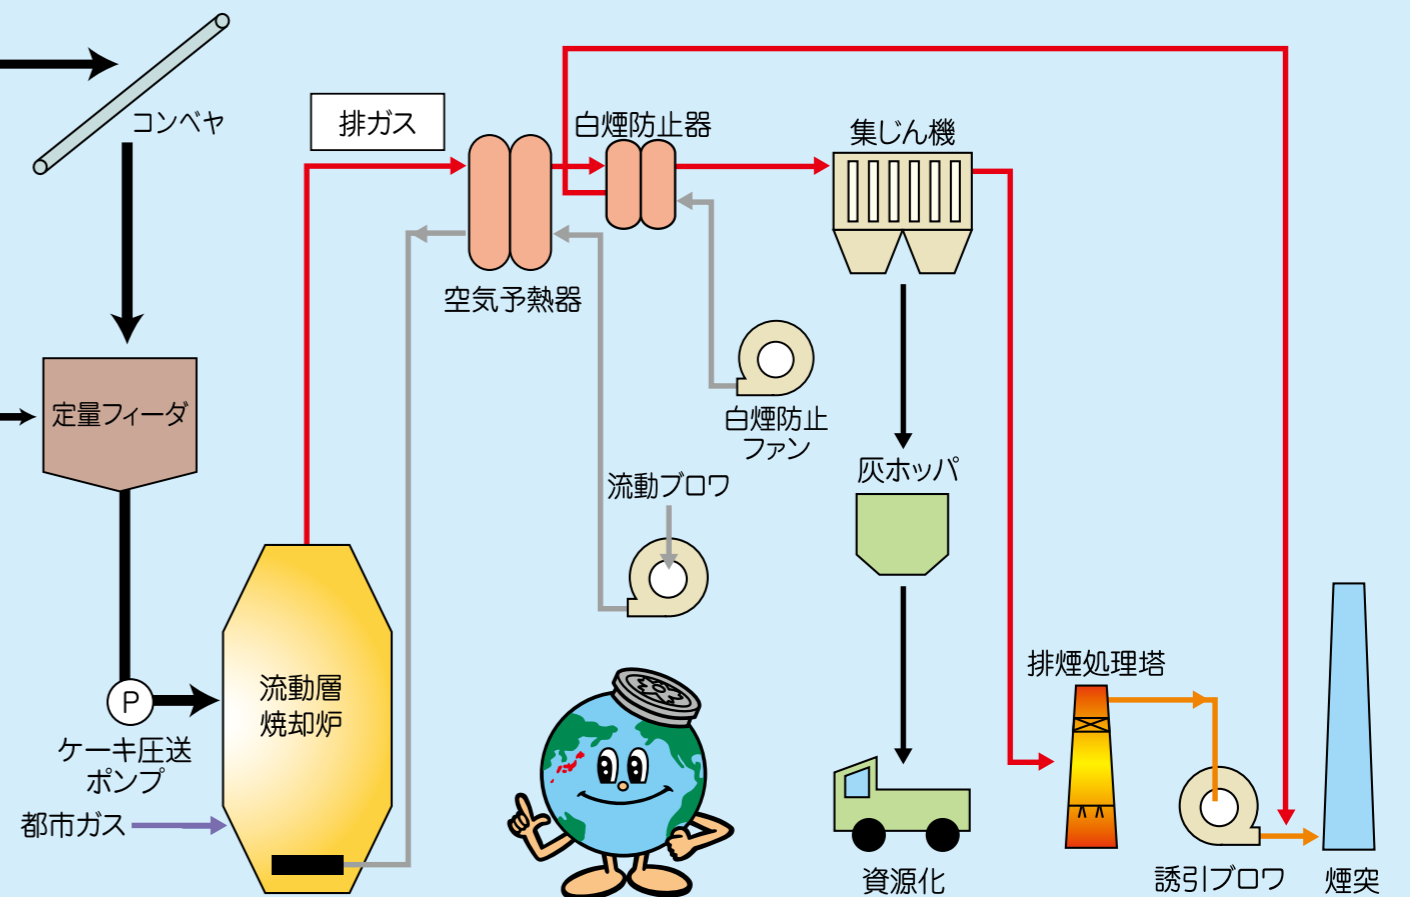 コンベヤ
排ガス
白煙防止器
集じん機
空気予熱器
定量フィーダ
白煙防止
ファン
灰ホッパ
流動ブロワ
流動層
焼却炉
P
ケーキ圧送
ポンプ
都市ガス
排煙処理塔
資源化
誘引ブロワ
煙突